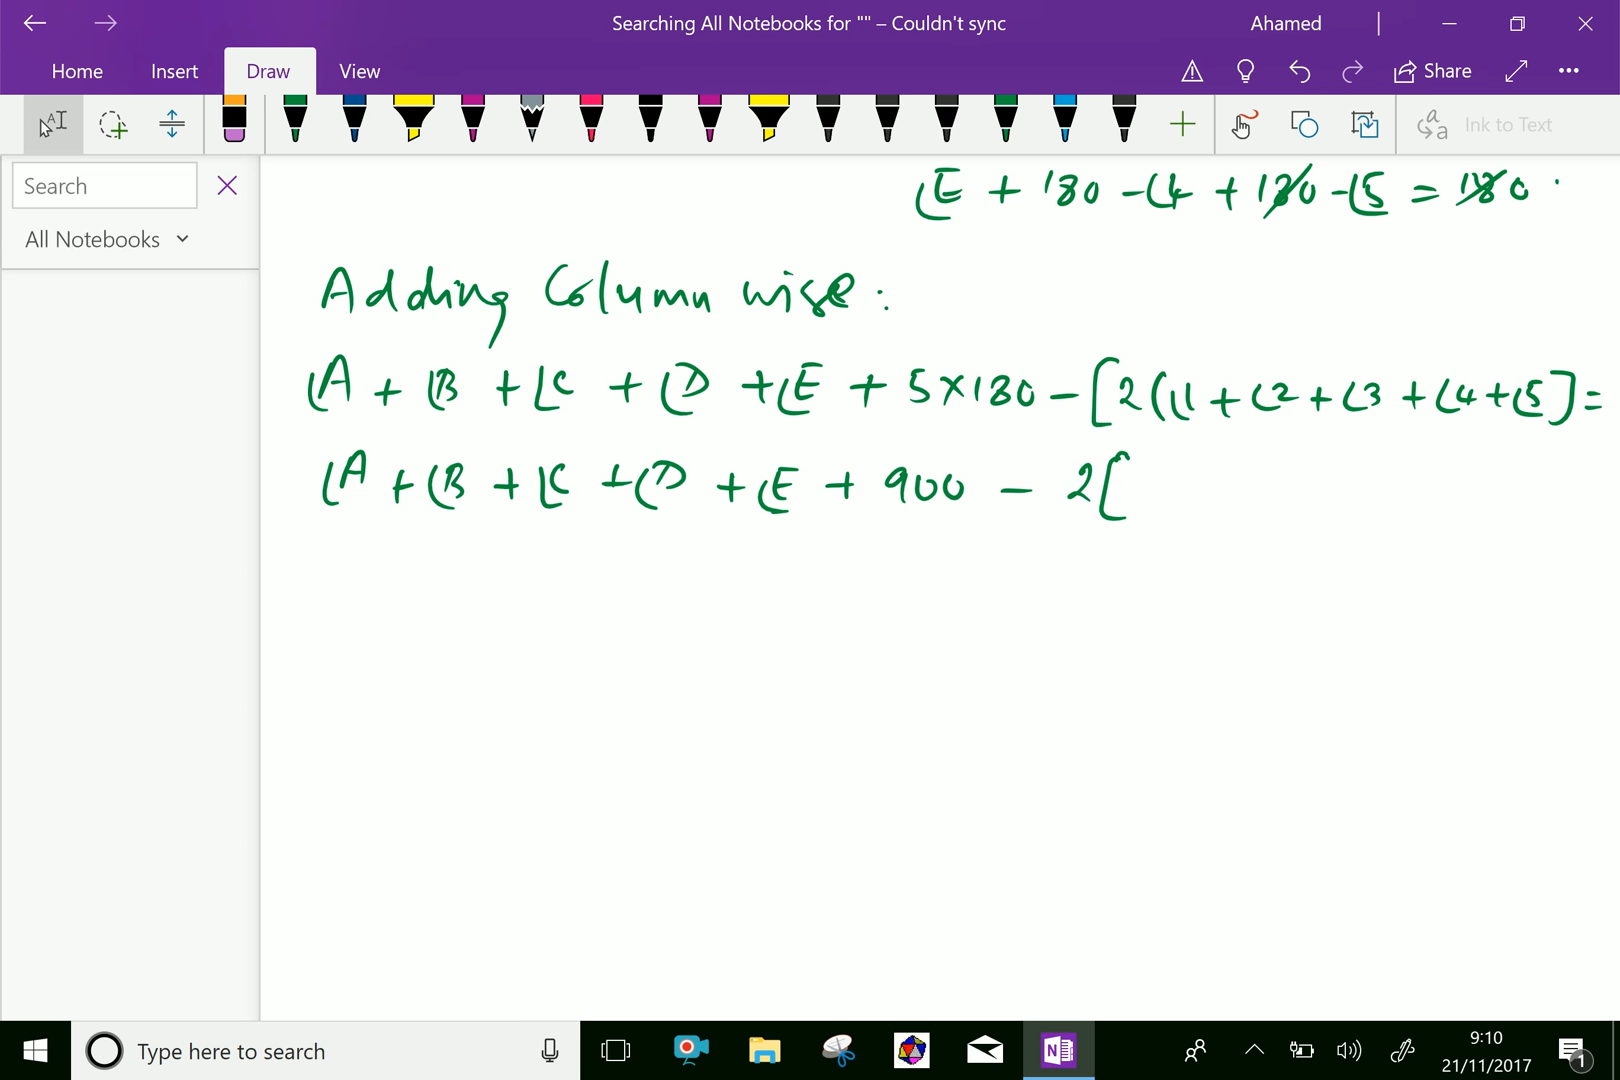 Searching All Notebooks for "" – Couldn't sync
Ahamed
Home Insert Draw View
Share
Ink to Text
Search
All Notebooks
∠E + 180 - ∠4 + 180 - ∠5 = 180
Adding Column wise :
∠A + ∠B + ∠C + ∠D + ∠E + 5×180 - [2(∠1 + ∠2 + ∠3 + ∠4 + ∠5] =
∠A + ∠B + ∠C + ∠D + ∠E + 900 - 2[
Type here to search
9:10
21/11/2017
1